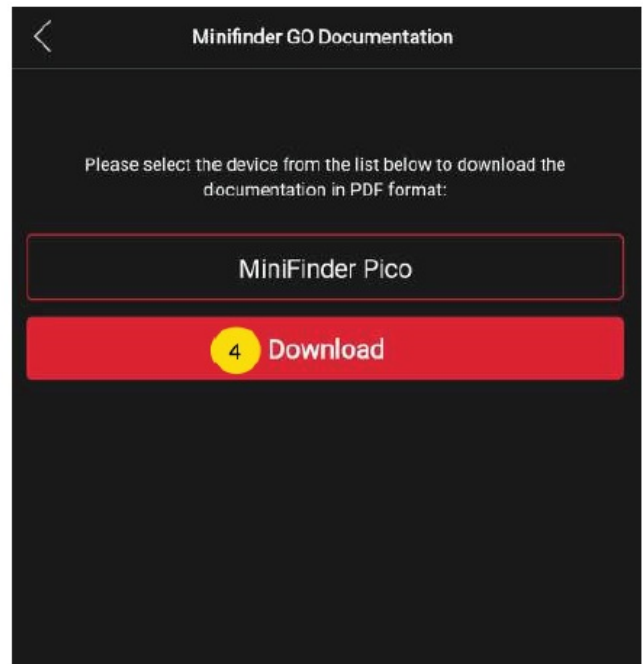 Minifinder GO Documentation
Please select the device from the list below to download the
documentation in PDF format:
MiniFinder Pico
4 Download